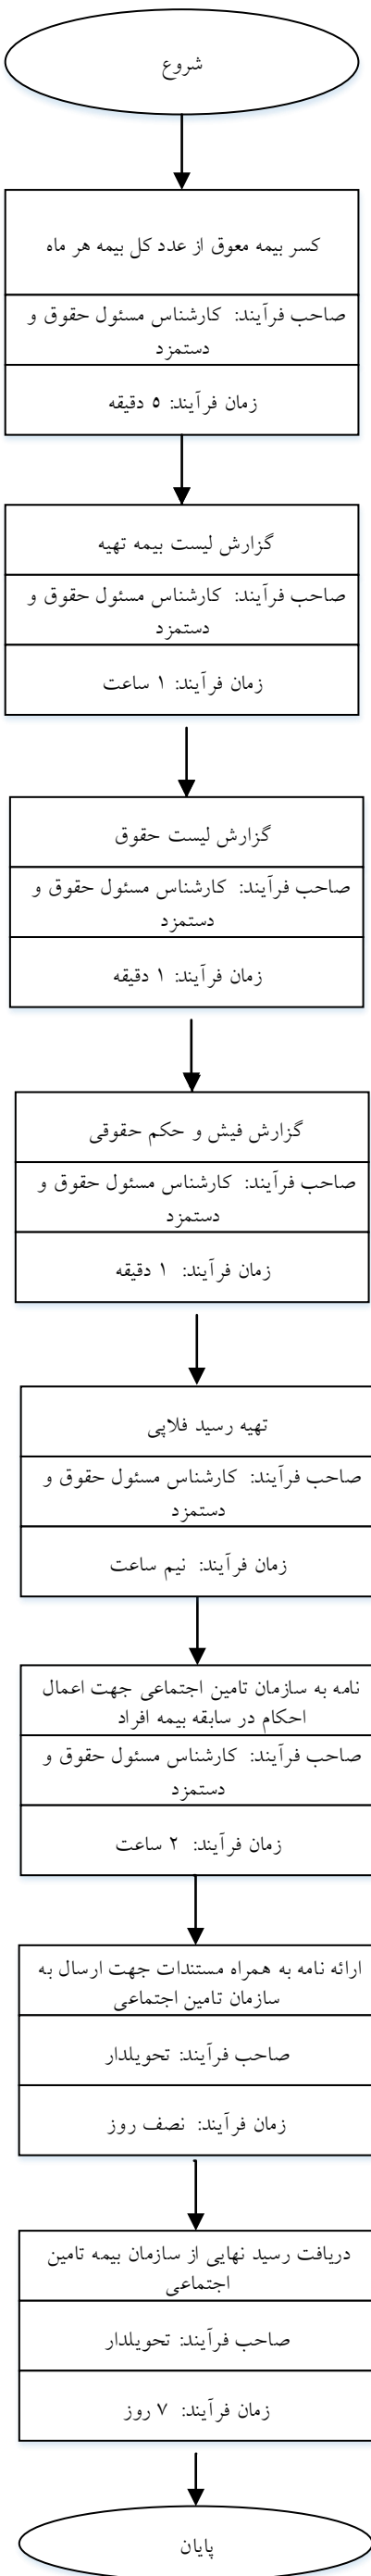 شروع
کسر بیمه معوق از عدد کل بیمه هر ماه
صاحب فرآیند: کارشناس مسئول حقوق و
دستمزد
زمان فرآیند: ۵ دقیقه
گزارش لیست بیمه تهیه
صاحب فرآیند: کارشناس مسئول حقوق و
دستمزد
زمان فرآیند: ۱ ساعت
گزارش لیست حقوق
صاحب فرآیند: کارشناس مسئول حقوق و
دستمزد
زمان فرآیند: ۱ دقیقه
گزارش فیش و حکم حقوقی
صاحب فرآیند: کارشناس مسئول حقوق و
دستمزد
زمان فرآیند: ۱ دقیقه
تهیه رسید فلاپی
صاحب فرآیند: کارشناس مسئول حقوق و
دستمزد
زمان فرآیند: نیم ساعت
نامه به سازمان تامین اجتماعی جهت اعمال
احکام در سابقه بیمه افراد
صاحب فرآیند: کارشناس مسئول حقوق و
دستمزد
زمان فرآیند: ۲ ساعت
ارائه نامه به همراه مستندات جهت ارسال به
سازمان تامین اجتماعی
صاحب فرآیند: تحویلدار
زمان فرآیند: نصف روز
دریافت رسید نهایی از سازمان بیمه تامین
اجتماعی
صاحب فرآیند: تحویلدار
زمان فرآیند: ۷ روز
پایان